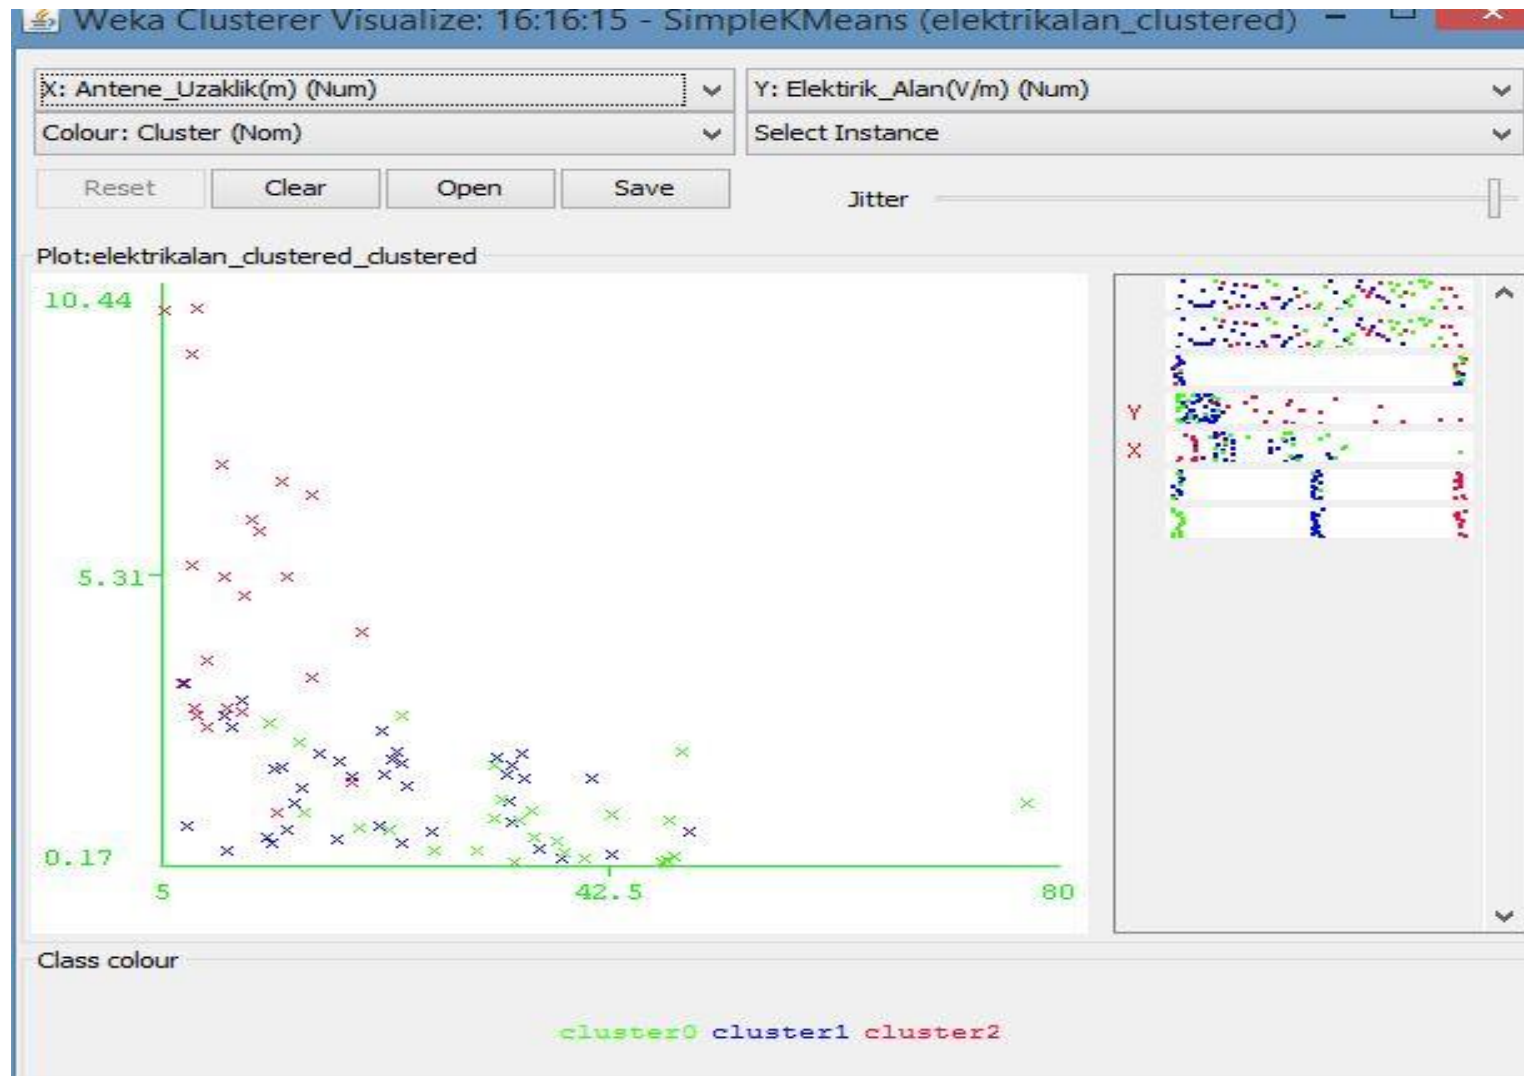 Weka Clusterer Visualize: 16:16:15 - SimpleKMeans (elektrikalan_clustered)
X: Antene_Uzaklik(m) (Num)
Y: Elektirik_Alan(V/m) (Num)
Colour: Cluster (Nom)
Select Instance
Reset
Clear
Open
Save
Jitter
Plot:elektrikalan_clustered_clustered
10.44
5.31
0.17
5
42.5
80
Y
X
Class colour
cluster0 cluster1 cluster2